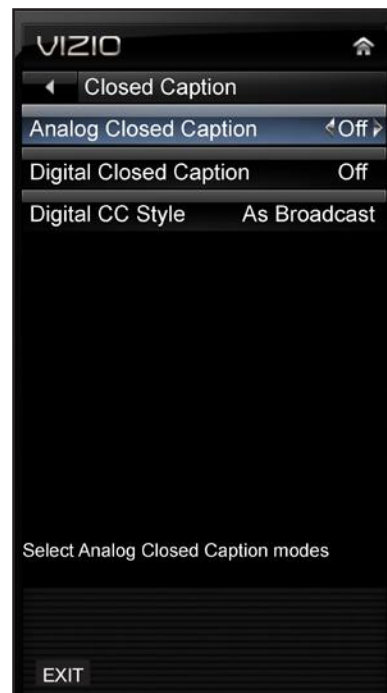 VIZIO
Closed Caption
Analog Closed Caption Off
Digital Closed Caption Off
Digital CC Style As Broadcast
Select Analog Closed Caption modes
EXIT